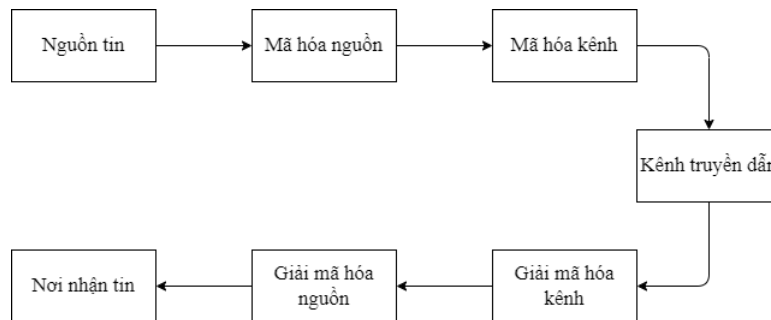 Nguồn tin
Mã hóa nguồn
Mã hóa kênh
Kênh truyền dẫn
Nơi nhận tin
Giải mã hóa
nguồn
Giải mã hóa
kênh